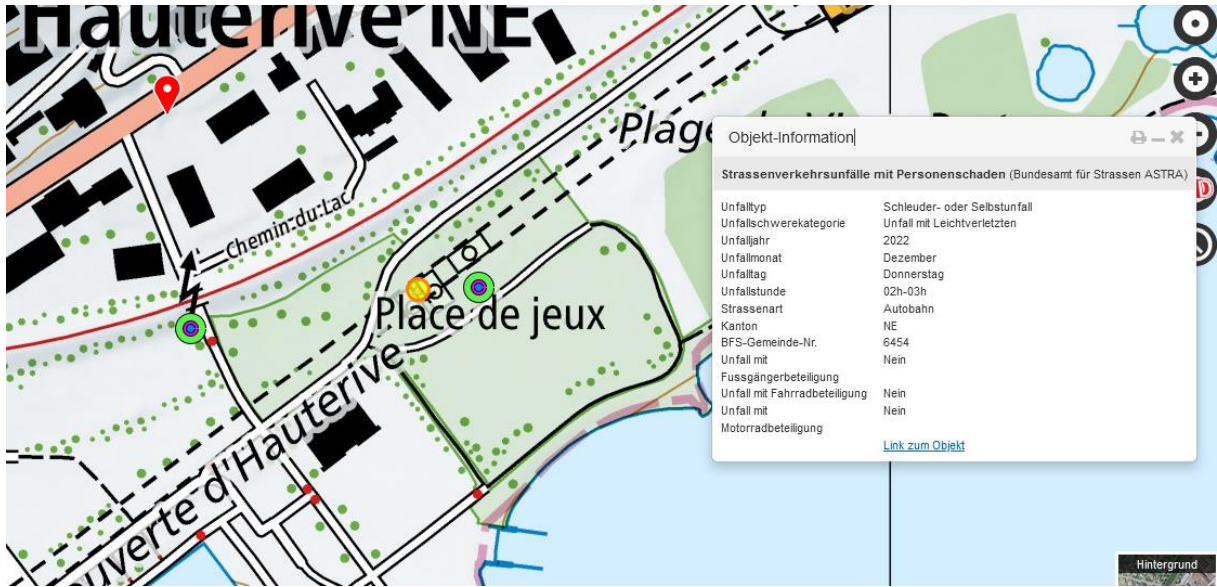 Hauterive NE
Plage
Objekt-Information
Strassenverkehrsunfälle mit Personenschaden (Bundesamt für Strassen ASTRA)
Unfalltyp Schleuder- oder Selbstunfall
Unfallschwerekategorie Unfall mit Leichtverletzten
Unfalljahr 2022
Unfallmonat Dezember
Unfalltag Donnerstag
Unfallstunde 02h-03h
Strassenart Autobahn
Kanton NE
BFS-Gemeinde-Nr. 6454
Unfall mit Nein
Fussgängerbeteiligung
Unfall mit Fahrradbeteiligung Nein
Unfall mit Nein
Motorradbeteiligung
Link zum Objekt
Chemin-du-Lac
Place de jeux
ouverte d'Hauterive
Hintergrund